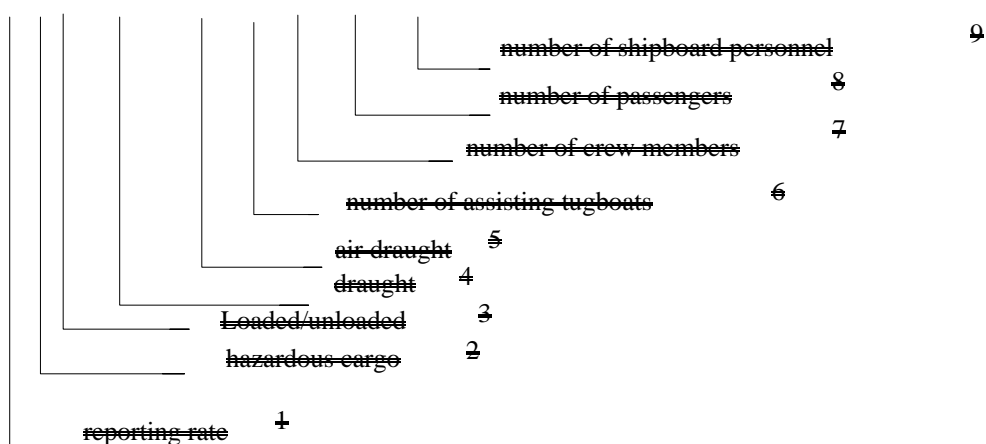 number of shipboard personnel 9
number of passengers 8
number of crew members 7
number of assisting tugboats 6
air draught 5
draught 4
Loaded/unloaded 3
hazardous cargo 2
reporting rate 1